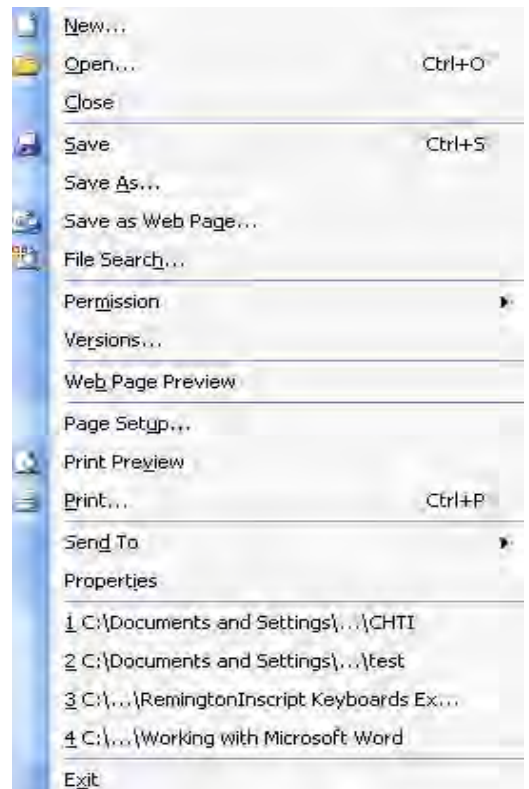 New...
Open... Ctrl+O
Close
Save Ctrl+S
Save As...
Save as Web Page...
File Search...
Permission
Versions...
Web Page Preview
Page Setup...
Print Preview
Print... Ctrl+P
Send To
Properties
1 C:\Documents and Settings\...\CHTI
2 C:\Documents and Settings\...\test
3 C:\...\RemingtonInscript Keyboards Ex...
4 C:\...\Working with Microsoft Word
Exit